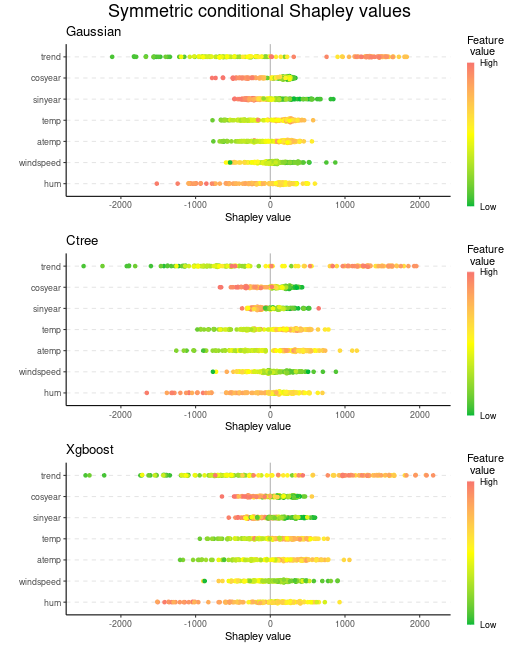 Symmetric conditional Shapley values
Gaussian
trend
cosyear
sinyear
temp
atemp
windspeed
hum
-2000 -1000 0 1000 2000
Shapley value
Feature
value
High
Low
Ctree
trend
cosyear
sinyear
temp
atemp
windspeed
hum
-2000 -1000 0 1000 2000
Shapley value
Feature
value
High
Low
Xgboost
trend
cosyear
sinyear
temp
atemp
windspeed
hum
-2000 -1000 0 1000 2000
Shapley value
Feature
value
High
Low